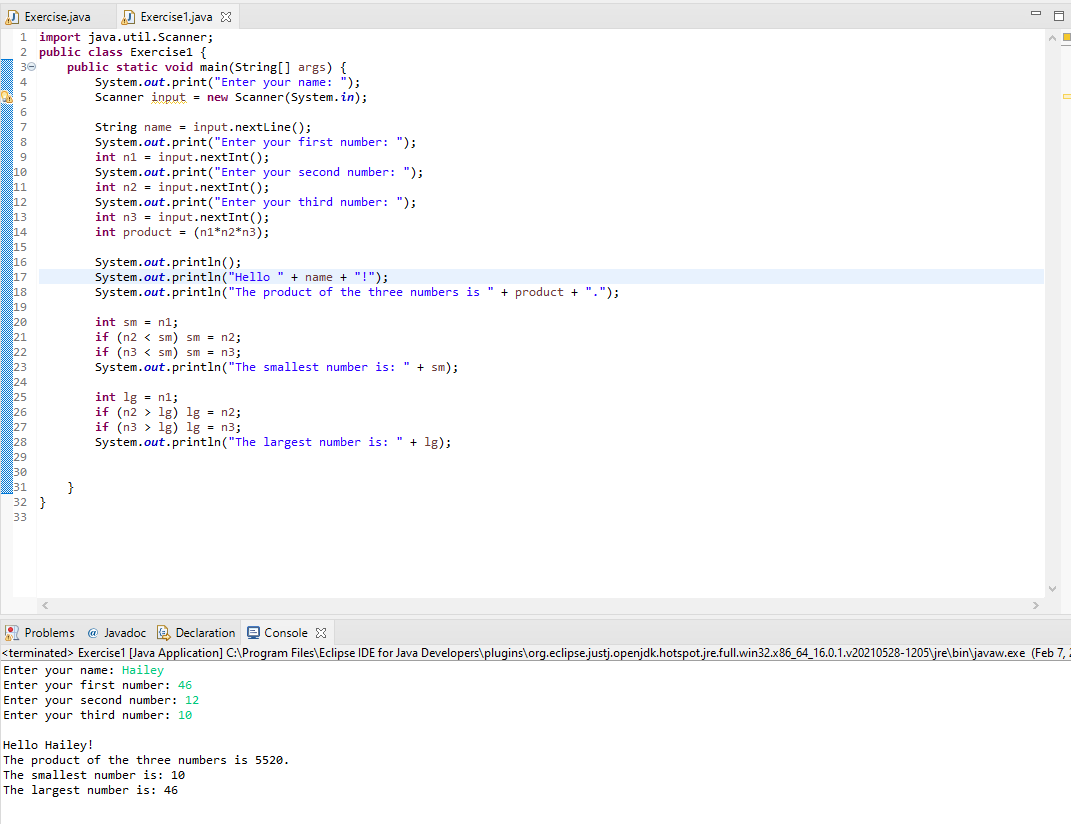 Exercise.java Exercise1.java
1 import java.util.Scanner;
2 public class Exercise1 {
3 public static void main(String[] args) {
4 System.out.print("Enter your name: ");
5 Scanner input = new Scanner(System.in);
6
7 String name = input.nextLine();
8 System.out.print("Enter your first number: ");
9 int n1 = input.nextInt();
10 System.out.print("Enter your second number: ");
11 int n2 = input.nextInt();
12 System.out.print("Enter your third number: ");
13 int n3 = input.nextInt();
14 int product = (n1*n2*n3);
15
16 System.out.println();
17 System.out.println("Hello " + name + "!");
18 System.out.println("The product of the three numbers is " + product + ".");
19
20 int sm = n1;
21 if (n2 < sm) sm = n2;
22 if (n3 < sm) sm = n3;
23 System.out.println("The smallest number is: " + sm);
24
25 int lg = n1;
26 if (n2 > lg) lg = n2;
27 if (n3 > lg) lg = n3;
28 System.out.println("The largest number is: " + lg);
29
30
31 }
32 }
33
Problems @ Javadoc Declaration Console
<terminated> Exercise1 [Java Application] C:\Program Files\Eclipse IDE for Java Developers\plugins\org.eclipse.justj.openjdk.hotspot.jre.full.win32.x86_64_16.0.1.v20210528-1205\jre\bin\javaw.exe (Feb 7,
Enter your name: Hailey
Enter your first number: 46
Enter your second number: 12
Enter your third number: 10
Hello Hailey!
The product of the three numbers is 5520.
The smallest number is: 10
The largest number is: 46